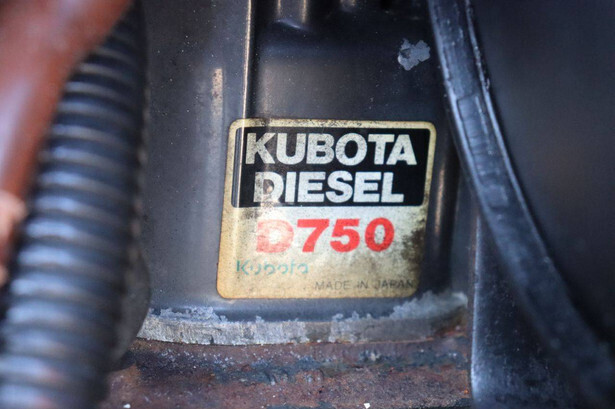 KUBOTA
DIESEL
D750
Kubota
MADE IN JAPAN